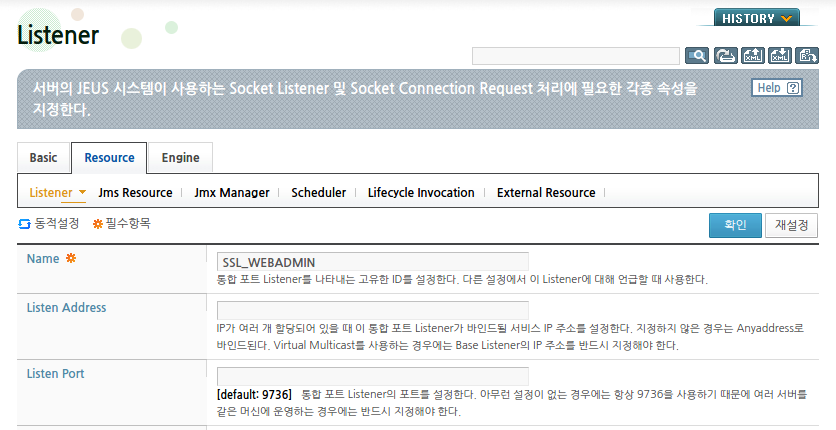 HISTORY
Listener
서버의 JEUS 시스템이 사용하는 Socket Listener 및 Socket Connection Request 처리에 필요한 각종 속성을
지정한다.
Help ?
Basic Resource Engine
Listener Jms Resource Jmx Manager Scheduler Lifecycle Invocation External Resource
동적설정 필수항목 확인 재설정
Name SSL_WEBADMIN
통합 포트 Listener를 나타내는 고유한 ID를 설정한다. 다른 설정에서 이 Listener에 대해 언급할 때 사용한다.
Listen Address
IP가 여러 개 할당되어 있을 때 이 통합 포트 Listener가 바인드될 서비스 IP 주소를 설정한다. 지정하지 않은 경우는 Anyaddress로
바인드된다. Virtual Multicast를 사용하는 경우에는 Base Listener의 IP 주소를 반드시 지정해야 한다.
Listen Port
[default: 9736] 통합 포트 Listener의 포트를 설정한다. 아무런 설정이 없는 경우에는 항상 9736을 사용하기 때문에 여러 서버를
같은 머신에 운영하는 경우에는 반드시 지정해야 한다.